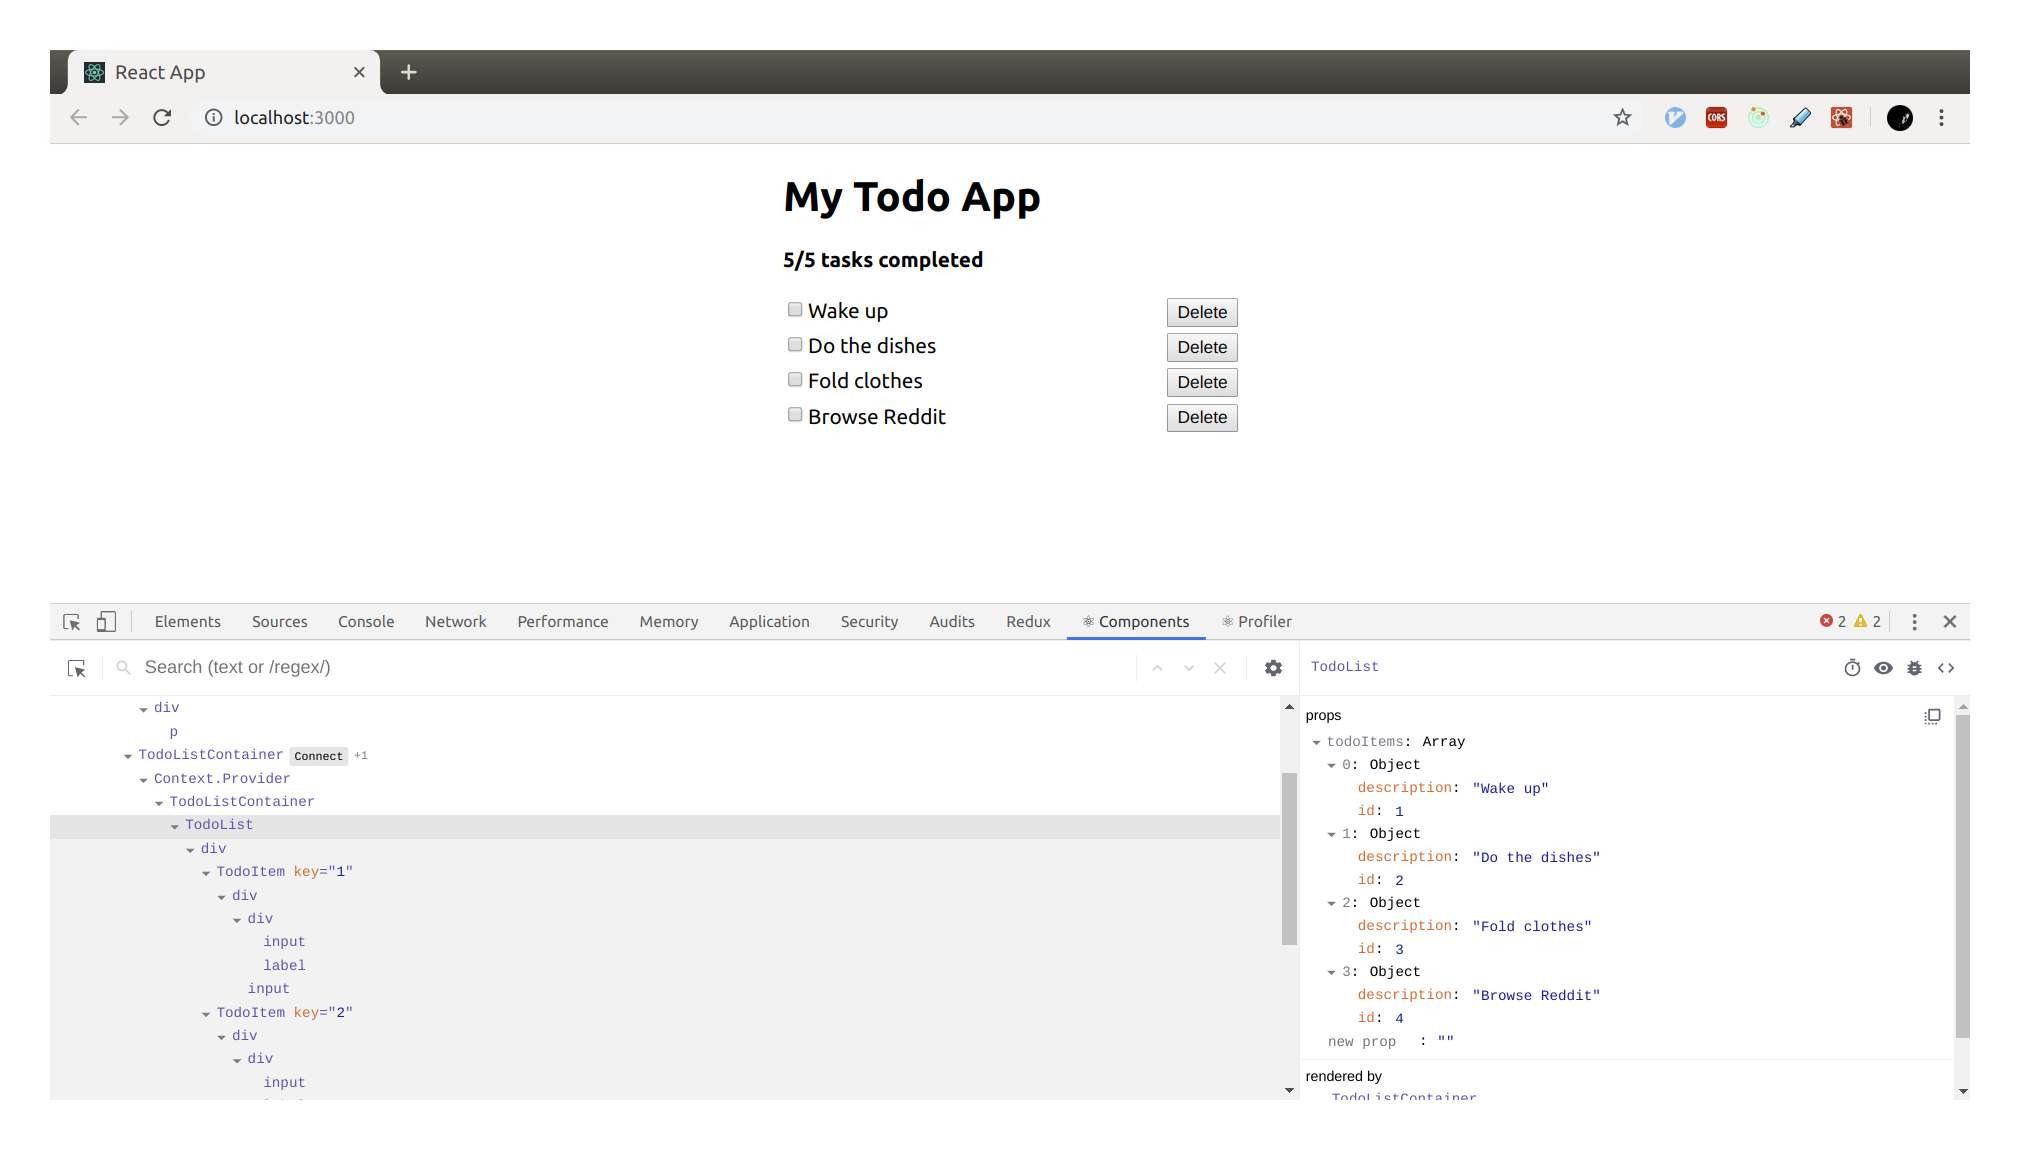 React App
localhost:3000
CORS
My Todo App
5/5 tasks completed
Wake up Delete
Do the dishes Delete
Fold clothes Delete
Browse Reddit Delete
Elements Sources Console Network Performance Memory Application Security Audits Redux Components Profiler 2 2
Search (text or /regex/)
div
p
TodoListContainer Connect +1
Context.Provider
TodoListContainer
TodoList
div
TodoItem key="1"
div
div
input
label
input
TodoItem key="2"
div
div
input
TodoList
props
todoItems: Array
0: Object
description: "Wake up"
id: 1
1: Object
description: "Do the dishes"
id: 2
2: Object
description: "Fold clothes"
id: 3
3: Object
description: "Browse Reddit"
id: 4
new prop : ""
rendered by
TodoListContainer